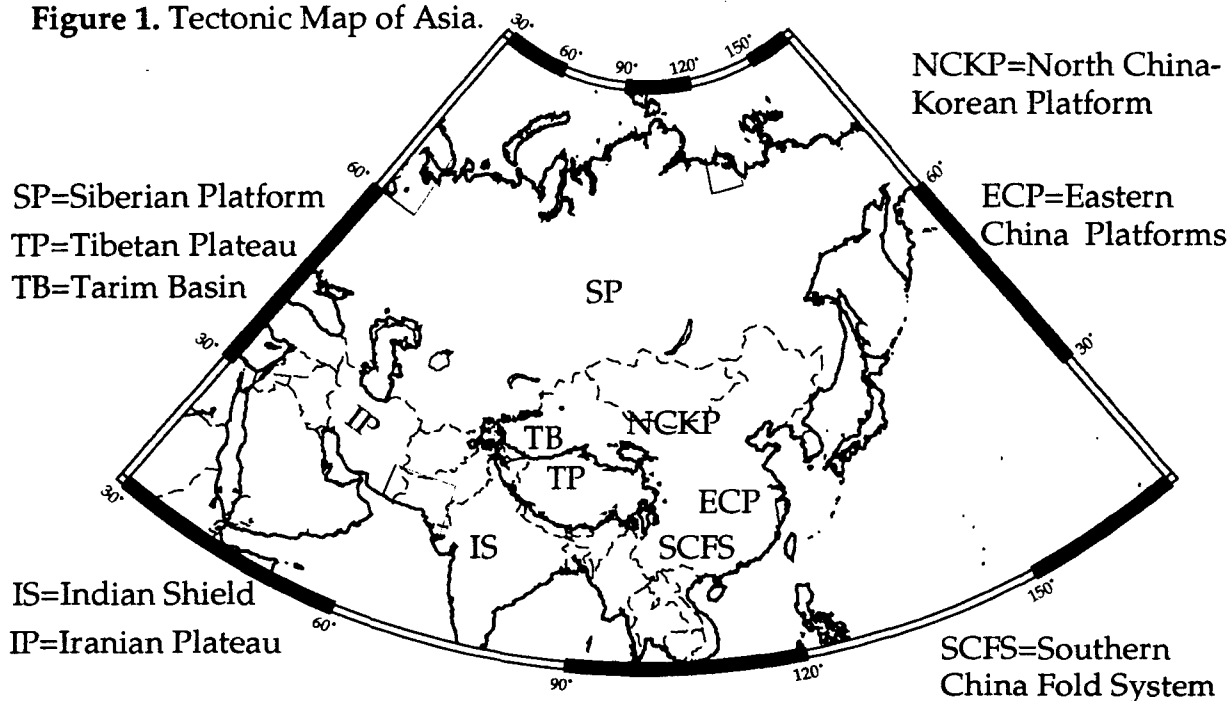 Figure 1. Tectonic Map of Asia.
30°
60°
90°
120°
150°
NCKP=North China-
Korean Platform
60°
60°
SP=Siberian Platform
TP=Tibetan Plateau
TB=Tarim Basin
ECP=Eastern
China Platforms
SP
30°
30°
IP
TB
NCKP
TP
ECP
IS
SCFS
30°
60°
90°
120°
150°
IS=Indian Shield
IP=Iranian Plateau
SCFS=Southern
China Fold System